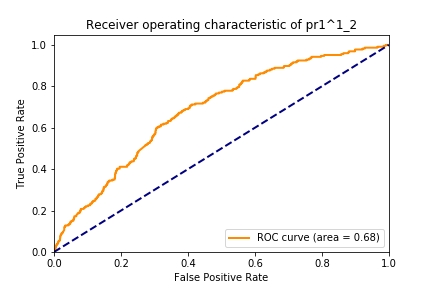 Receiver operating characteristic of pr1^1_2
True Positive Rate
1.0
0.8
0.6
0.4
0.2
0.0
ROC curve (area = 0.68)
0.0 0.2 0.4 0.6 0.8 1.0
False Positive Rate